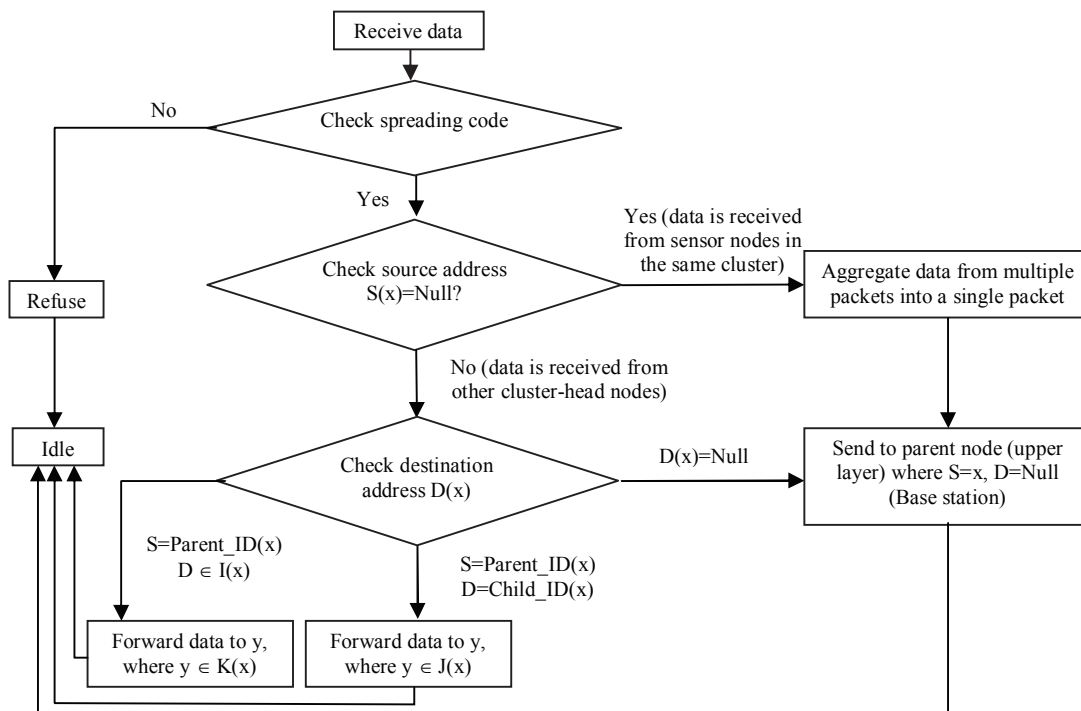 Receive data
No
Check spreading code
Yes
Yes (data is received
from sensor nodes in
the same cluster)
Check source address
S(x)=Null?
Aggregate data from multiple
packets into a single packet
Refuse
No (data is received from
other cluster-head nodes)
Idle
Check destination
address D(x)
D(x)=Null
Send to parent node (upper
layer) where S=x, D=Null
(Base station)
S=Parent_ID(x)
D ∈ I(x)
S=Parent_ID(x)
D=Child_ID(x)
Forward data to y,
where y ∈ K(x)
Forward data to y,
where y ∈ J(x)